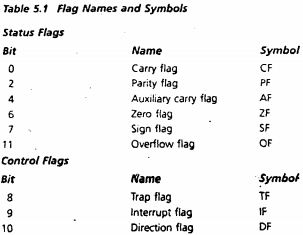 Table 5.1 Flag Names and Symbols
Status Flags
Bit Name Symbol
0 Carry flag CF
2 Parity flag PF
4 Auxiliary carry flag AF
6 Zero flag ZF
7 Sign flag SF
11 Overflow flag OF
Control Flags
Bit Name Symbol
8 Trap flag TF
9 Interrupt flag IF
10 Direction flag DF